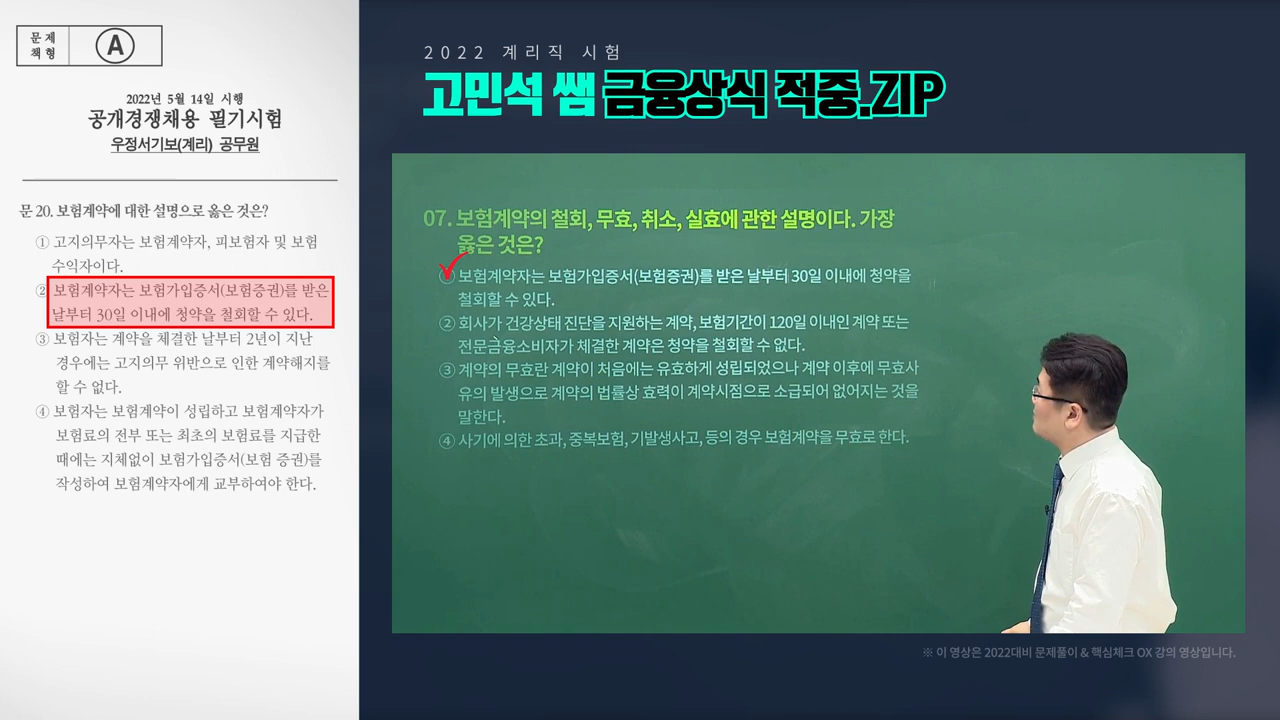 문제
책형
A
2022년 5월 14일 시행
공개경쟁채용 필기시험
우정서기보(계리) 공무원
문 20. 보험계약에 대한 설명으로 옳은 것은?
① 고지의무자는 보험계약자, 피보험자 및 보험
수익자이다.
② 보험계약자는 보험가입증서(보험증권)를 받은
날부터 30일 이내에 청약을 철회할 수 있다.
③ 보험자는 계약을 체결한 날부터 2년이 지난
경우에는 고지의무 위반으로 인한 계약해지를
할 수 없다.
④ 보험자는 보험계약이 성립하고 보험계약자가
보험료의 전부 또는 최초의 보험료를 지급한
때에는 지체없이 보험가입증서(보험 증권)를
작성하여 보험계약자에게 교부하여야 한다.
2022 계리직 시험
고민석 쌤 금융상식 적중.ZIP
07. 보험계약의 철회, 무효, 취소, 실효에 관한 설명이다. 가장
옳은 것은?
① 보험계약자는 보험가입증서(보험증권)를 받은 날부터 30일 이내에 청약을
철회할 수 있다.
② 회사가 건강상태 진단을 지원하는 계약, 보험기간이 120일 이내인 계약 또는
전문금융소비자가 체결한 계약은 청약을 철회할 수 없다.
③ 계약의 무효란 계약이 처음에는 유효하게 성립되었으나 계약 이후에 무효사
유의 발생으로 계약의 법률상 효력이 계약시점으로 소급되어 없어지는 것을
말한다.
④ 사기에 의한 초과, 중복보험, 기발생사고, 등의 경우 보험계약을 무효로 한다.
※ 이 영상은 2022대비 문제풀이 & 핵심체크 OX 강의 영상입니다.